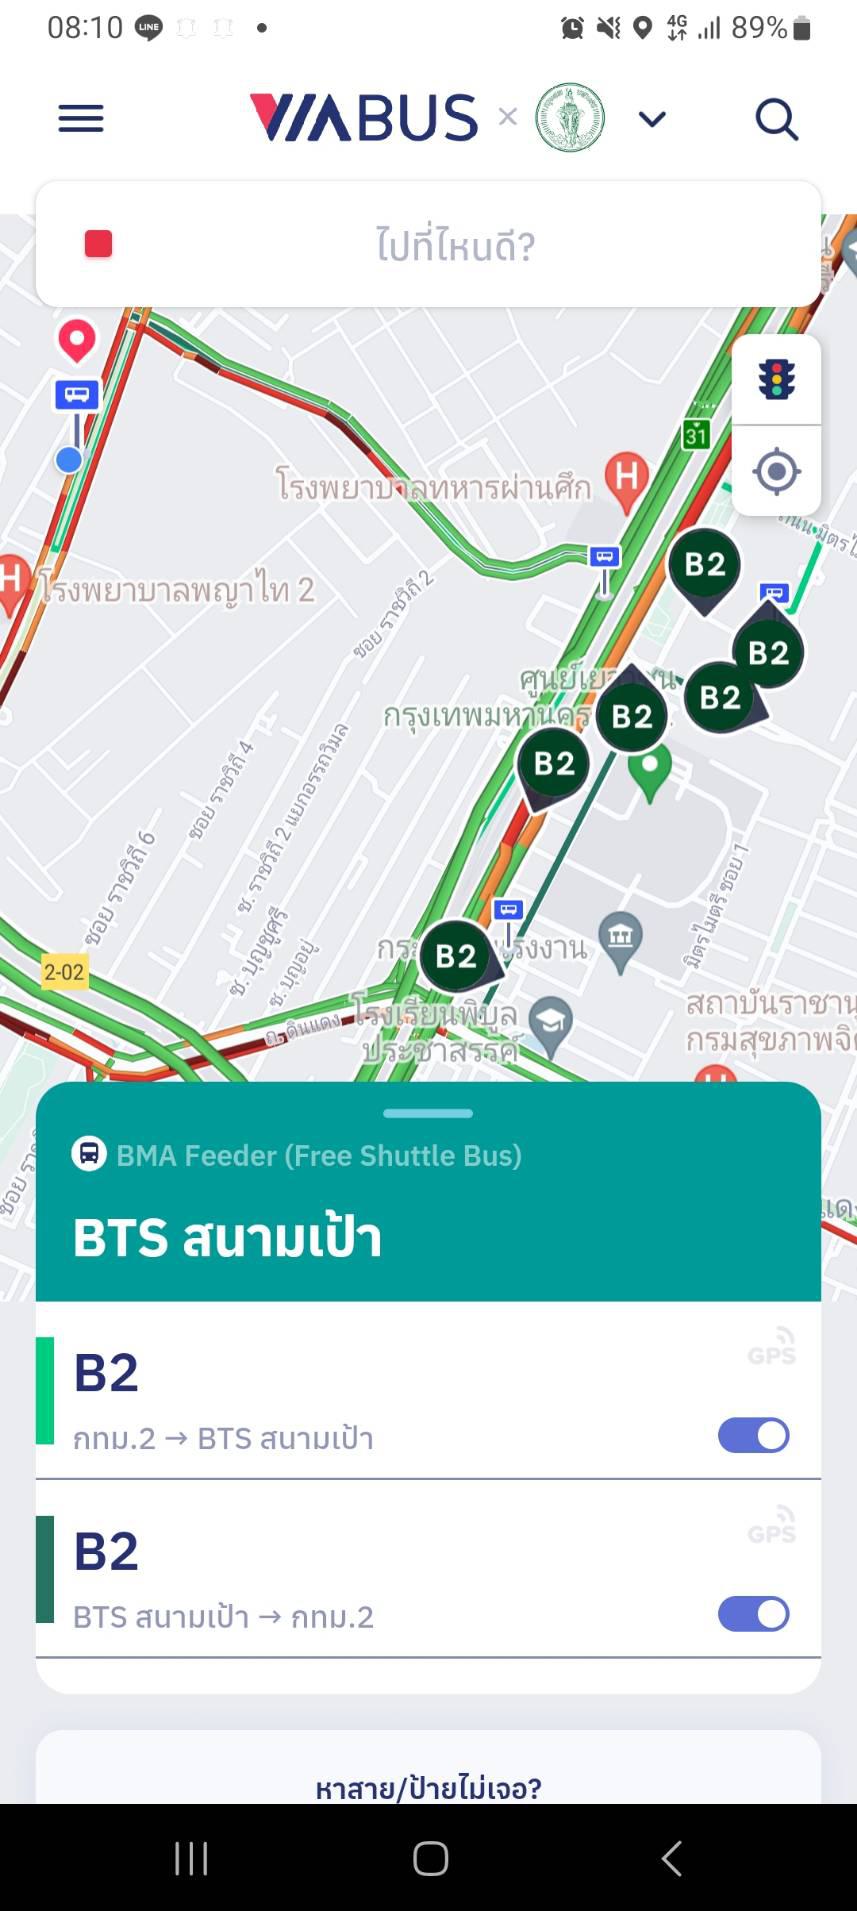 08:10 LINE 4G 89%
VIABUS ×
ไปที่ไหนดี?
31
โรงพยาบาลทหารผ่านศึก
B2
โรงพยาบาลพญาไท 2
ซอย ราชวิถี 2
B2
B2
B2
กรุงเทพมหานคร
B2
ซอย ราชวิถี 4
ซ. ราชวิถี 2 แยกอรรถวิมล
ซอย ราชวิถี 6
มิตรไมตรี ซอย 1
ซ. บุญชูศรี
ซ. บุญอยู่
B2
2-02
สถาบันราชาน
กรมสุขภาพจิต
โรงเรียนพิบูล
ประชาสรรค์
ถ. ดินแดง
BMA Feeder (Free Shuttle Bus)
BTS สนามเป้า
B2
GPS
กทม.2 → BTS สนามเป้า
B2
GPS
BTS สนามเป้า → กทม.2
หาสาย/ป้ายไม่เจอ?